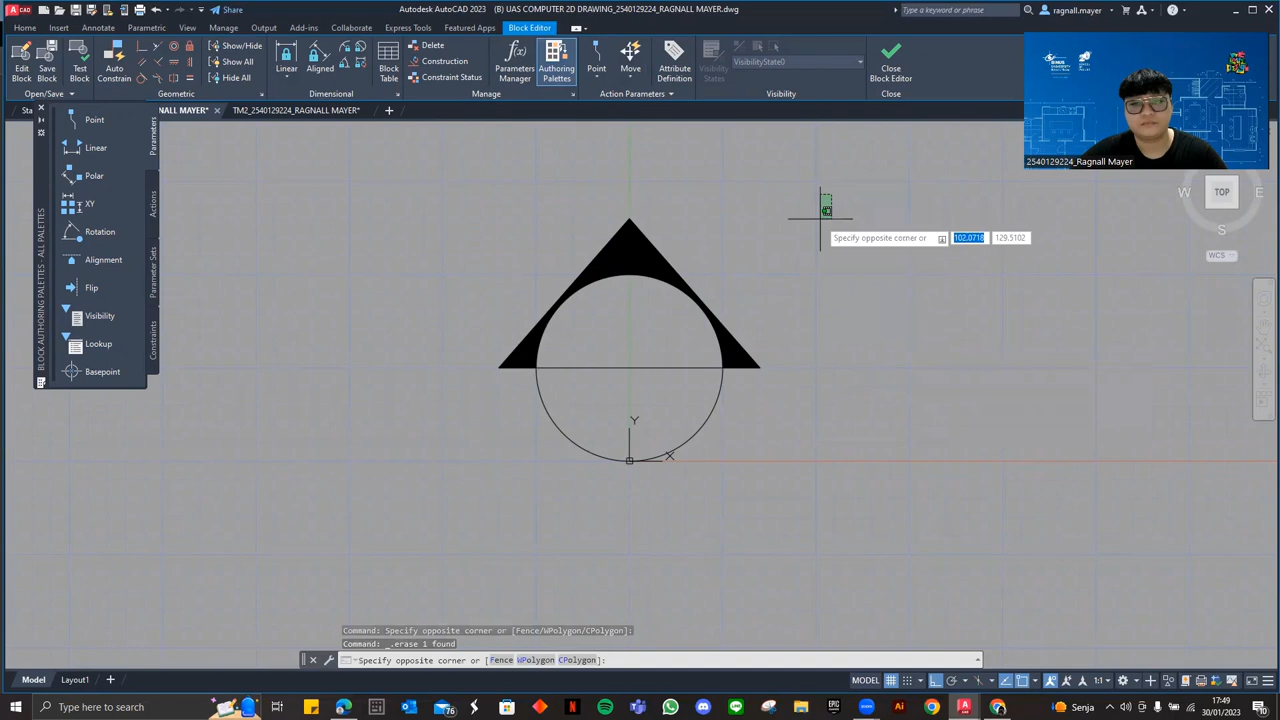 Autodesk AutoCAD 2023 (B) UAS COMPUTER 2D DRAWING_2540129224_RAGNALL MAYER.dwg
Share
Type a keyword or phrase
ragnall.mayer
CAD
Home Insert Annotate Parametric View Manage Output Add-ins Collaborate Express Tools Featured Apps Block Editor
Edit Block
Save Block
Test Block
Auto Constrain
Show/Hide
Show All
Hide All
Linear
Aligned
Block Table
Delete
Construction
Constraint Status
Parameters Manager
Authoring Palettes
Point
Move
Attribute Definition
Visibility States
VisibilityState0
Close Block Editor
Open/Save
Geometric
Dimensional
Manage
Action Parameters
Visibility
Close
Sta
NALL MAYER*
TM2_2540129224_RAGNALL MAYER*
Point
Linear
Polar
XY
Rotation
Alignment
Flip
Visibility
Lookup
Basepoint
Parameters
Actions
Parameter Sets
Constraints
BLOCK AUTHORING PALETTES - ALL PALETTES
2540129224_Ragnall Mayer
W
TOP
E
S
WCS
Specify opposite corner or
102.0718
129.5102
Y
X
Command: Specify opposite corner or [Fence/WPolygon/CPolygon]:
Command: _.erase 1 found
Specify opposite corner or [Fence WPolygon CPolygon]:
Model
Layout1
MODEL
1:1
Type here to search
76
Senja
17:49
30/01/2023